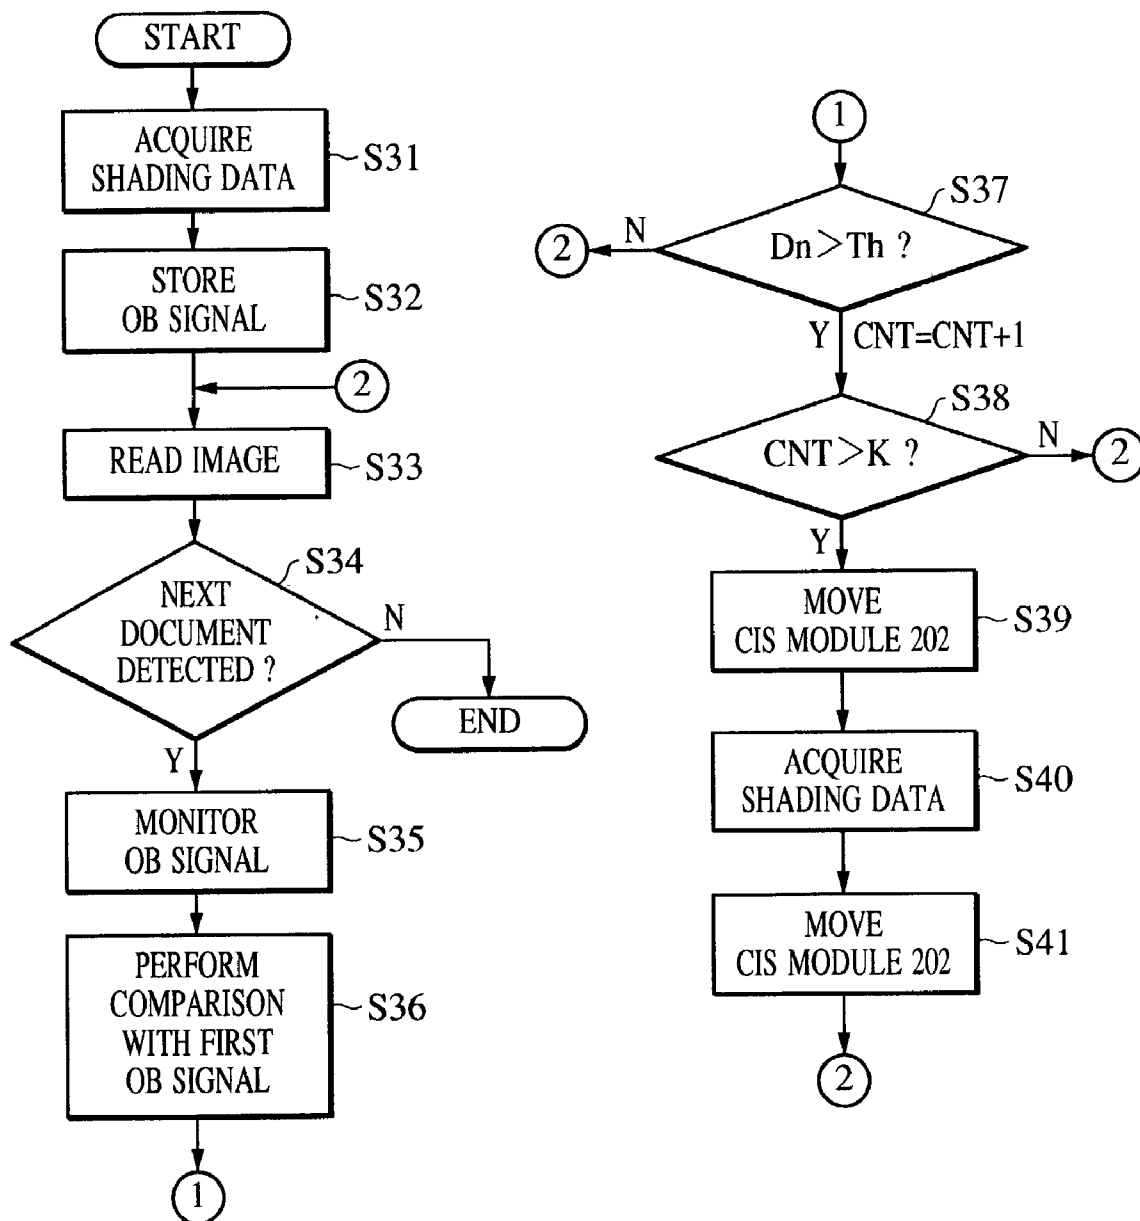 START
ACQUIRE
SHADING DATA
S31
STORE
OB SIGNAL
S32
2
READ IMAGE
S33
S34
NEXT
DOCUMENT
DETECTED ?
N
END
Y
MONITOR
OB SIGNAL
S35
PERFORM
COMPARISON
WITH FIRST
OB SIGNAL
S36
1
1
S37
Dn>Th ?
N
2
Y
CNT=CNT+1
S38
CNT>K ?
N
2
Y
MOVE
CIS MODULE 202
S39
ACQUIRE
SHADING DATA
S40
MOVE
CIS MODULE 202
S41
2